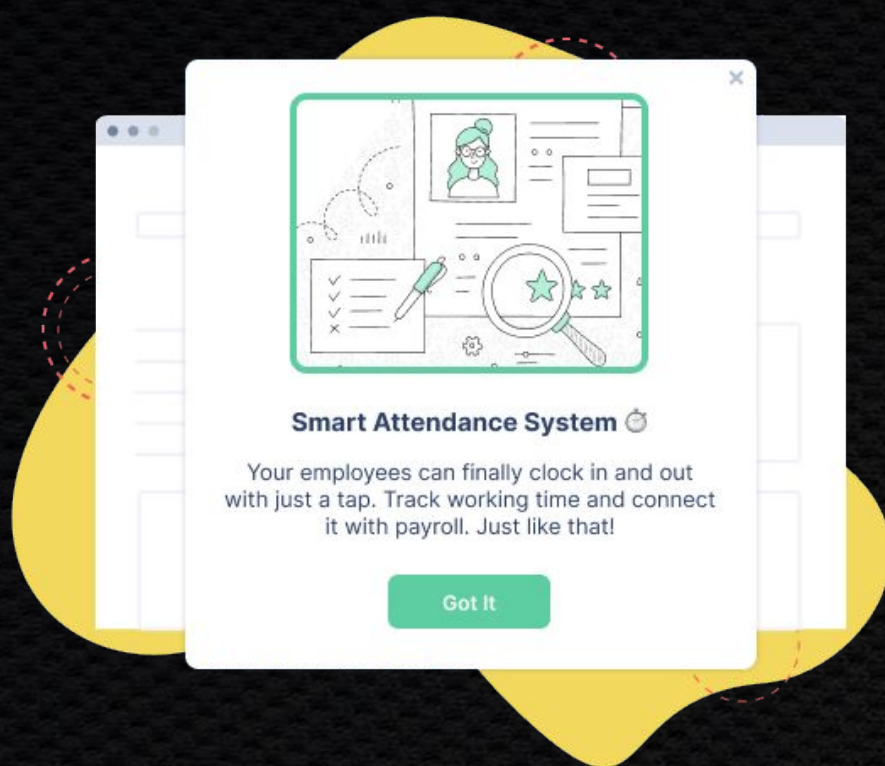 Smart Attendance System ⏱
Your employees can finally clock in and out
with just a tap. Track working time and connect
it with payroll. Just like that!
Got It